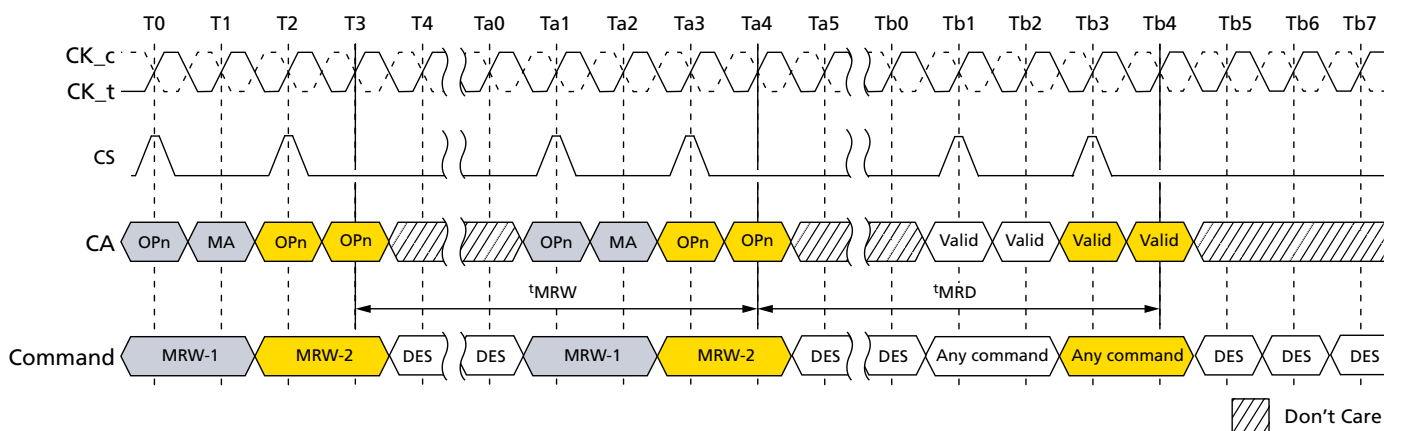 T0 T1 T2 T3 T4 Ta0 Ta1 Ta2 Ta3 Ta4 Ta5 Tb0 Tb1 Tb2 Tb3 Tb4 Tb5 Tb6 Tb7
CK_c
CK_t
CS
CA OPn MA OPn OPn OPn MA OPn OPn Valid Valid Valid Valid
tMRW tMRD
Command MRW-1 MRW-2 DES DES MRW-1 MRW-2 DES DES Any command Any command DES DES DES
Don't Care